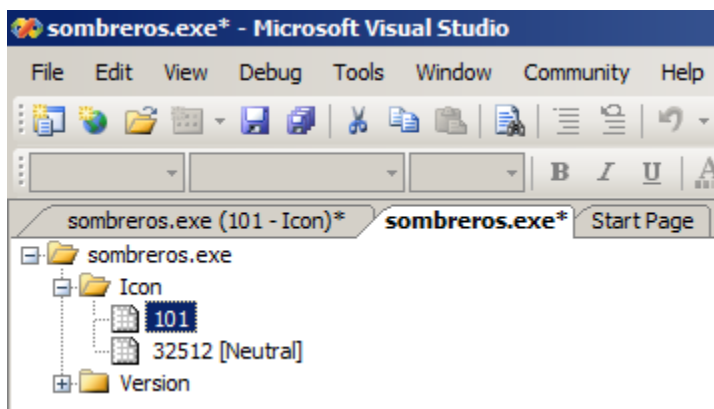 sombreros.exe* - Microsoft Visual Studio
File Edit View Debug Tools Window Community Help
B I U A
sombreros.exe (101 - Icon)* sombreros.exe* Start Page
sombreros.exe
Icon
101
32512 [Neutral]
Version